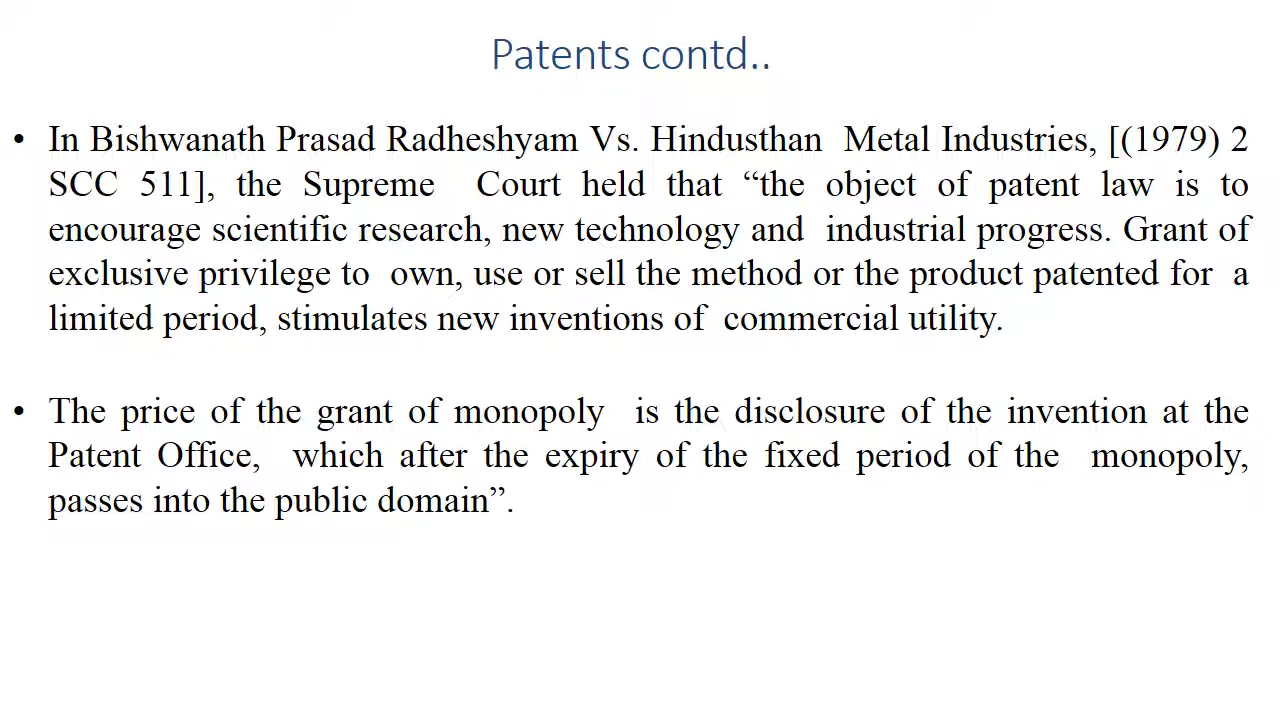 Patents contd..
• In Bishwanath Prasad Radheshyam Vs. Hindusthan Metal Industries, [(1979) 2
SCC 511], the Supreme Court held that “the object of patent law is to
encourage scientific research, new technology and industrial progress. Grant of
exclusive privilege to own, use or sell the method or the product patented for a
limited period, stimulates new inventions of commercial utility.
• The price of the grant of monopoly is the disclosure of the invention at the
Patent Office, which after the expiry of the fixed period of the monopoly,
passes into the public domain”.